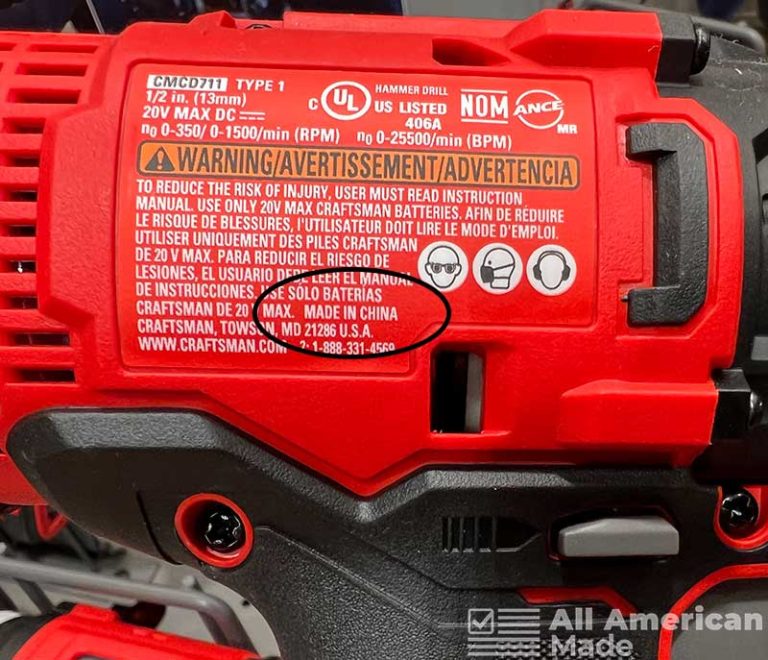 CMCD711 TYPE 1
1/2 in. (13mm)
20V MAX DC
n0 0-350/ 0-1500/min (RPM) n0 0-25500/min (BPM)
C UL US LISTED
HAMMER DRILL
406A
NOM ANCE MR
WARNING/AVERTISSEMENT/ADVERTENCIA
TO REDUCE THE RISK OF INJURY, USER MUST READ INSTRUCTION
MANUAL. USE ONLY 20V MAX CRAFTSMAN BATTERIES. AFIN DE RÉDUIRE
LE RISQUE DE BLESSURES, l'UTILISATEUR DOIT LIRE LE MODE D'EMPLOI.
UTILISER UNIQUEMENT DES PILES CRAFTSMAN
DE 20 V MAX. PARA REDUCIR EL RIESGO DE
LESIONES, EL USUARIO DEBE LEER EL MANUAL
DE INSTRUCCIONES. USE SÓLO BATERÍAS
CRAFTSMAN DE 20 V MAX. MADE IN CHINA
CRAFTSMAN, TOWSON, MD 21286 U.S.A.
WWW.CRAFTSMAN.COM 1-888-331-4569
All American
Made